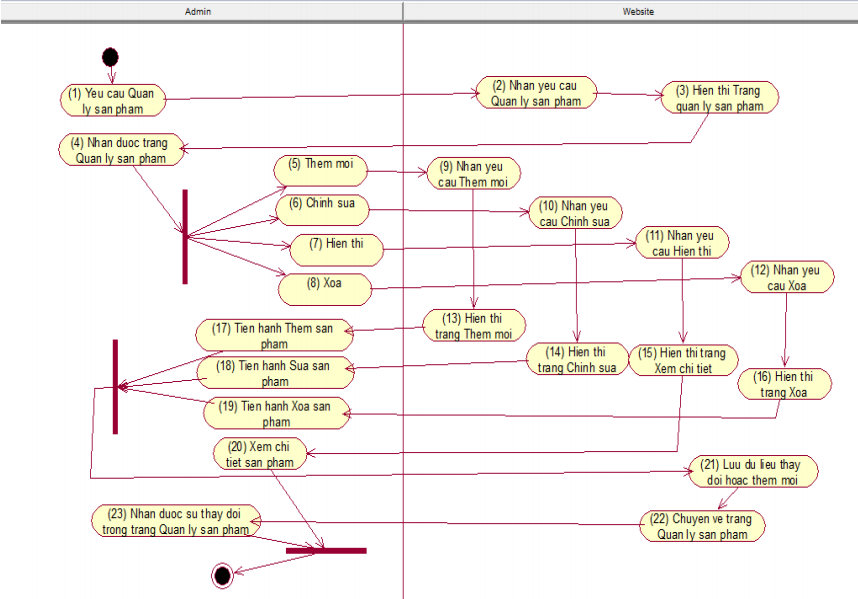 Admin
Website
(1) Yeu cau Quan
ly san pham
(2) Nhan yeu cau
Quan ly san pham
(3) Hien thi Trang
quan ly san pham
(4) Nhan duoc trang
Quan ly san pham
(5) Them moi
(6) Chinh sua
(7) Hien thi
(8) Xoa
(9) Nhan yeu
cau Them moi
(10) Nhan yeu
cau Chinh sua
(11) Nhan yeu
cau Hien thi
(12) Nhan yeu
cau Xoa
(13) Hien thi
trang Them moi
(14) Hien thi
trang Chinh sua
(15) Hien thi trang
Xem chi tiet
(16) Hien thi
trang Xoa
(17) Tien hanh Them san
pham
(18) Tien hanh Sua san
pham
(19) Tien hanh Xoa san
pham
(20) Xem chi
tiet san pham
(21) Luu du lieu thay
doi hoac them moi
(22) Chuyen ve trang
Quan ly san pham
(23) Nhan duoc su thay doi
trong trang Quan ly san pham